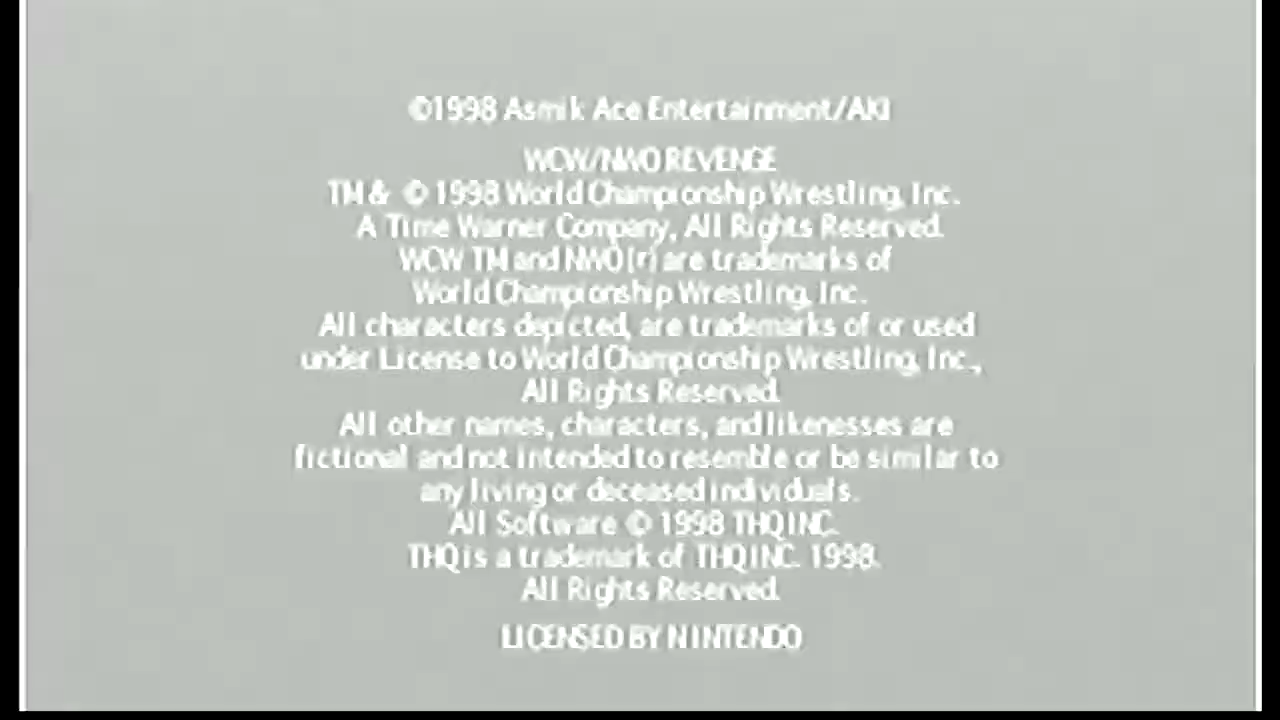 ©1998 Asmik Ace Entertainment/AKI
WCW/NWO REVENGE
TM & © 1998 World Championship Wrestling, Inc.
A Time Warner Company, All Rights Reserved.
WCW TM and NWO (r) are trademarks of
World Championship Wrestling, Inc.
All characters depicted, are trademarks of or used
under License to World Championship Wrestling, Inc.,
All Rights Reserved.
All other names, characters, and likenesses are
fictional and not intended to resemble or be similar to
any living or deceased individuals.
All Software © 1998 THQ INC.
THQ is a trademark of THQ INC. 1998.
All Rights Reserved.
LICENSED BY NINTENDO